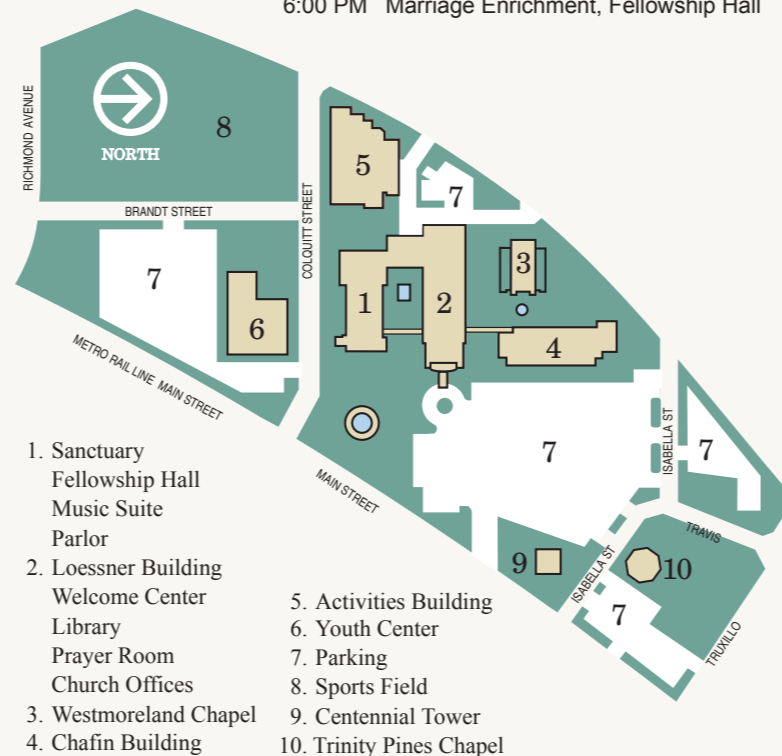 6:00 PM Marriage Enrichment, Fellowship Hall
RICHMOND AVENUE
NORTH
8
BRANDT STREET
COLQUITT STREET
5
7
7
6
1
2
3
4
METRO RAIL LINE MAIN STREET
MAIN STREET
7
ISABELLA ST
7
TRAVIS
9
ISABELLA ST
10
7
TRUXILLO
1. Sanctuary
Fellowship Hall
Music Suite
Parlor
2. Loessner Building
Welcome Center
Library
Prayer Room
Church Offices
3. Westmoreland Chapel
4. Chafin Building
5. Activities Building
6. Youth Center
7. Parking
8. Sports Field
9. Centennial Tower
10. Trinity Pines Chapel